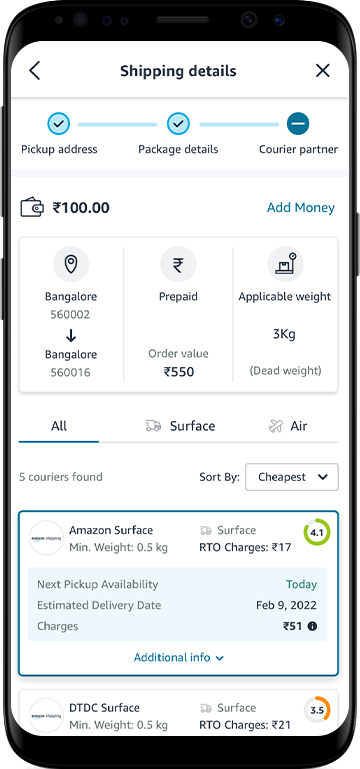 Shipping details
Pickup address
Package details
Courier partner
₹100.00
Add Money
Bangalore
560002
Bangalore
560016
₹
Prepaid
Order value
₹550
Applicable weight
3Kg
(Dead weight)
All
Surface
Air
5 couriers found
Sort By:
Cheapest
amazon shipping
Amazon Surface
Min. Weight: 0.5 kg
Surface
RTO Charges: ₹17
4.1
Next Pickup Availability
Today
Estimated Delivery Date
Feb 9, 2022
Charges
₹51
Additional info
amazon shipping
DTDC Surface
Min. Weight: 0.5 kg
Surface
RTO Charges: ₹21
3.5